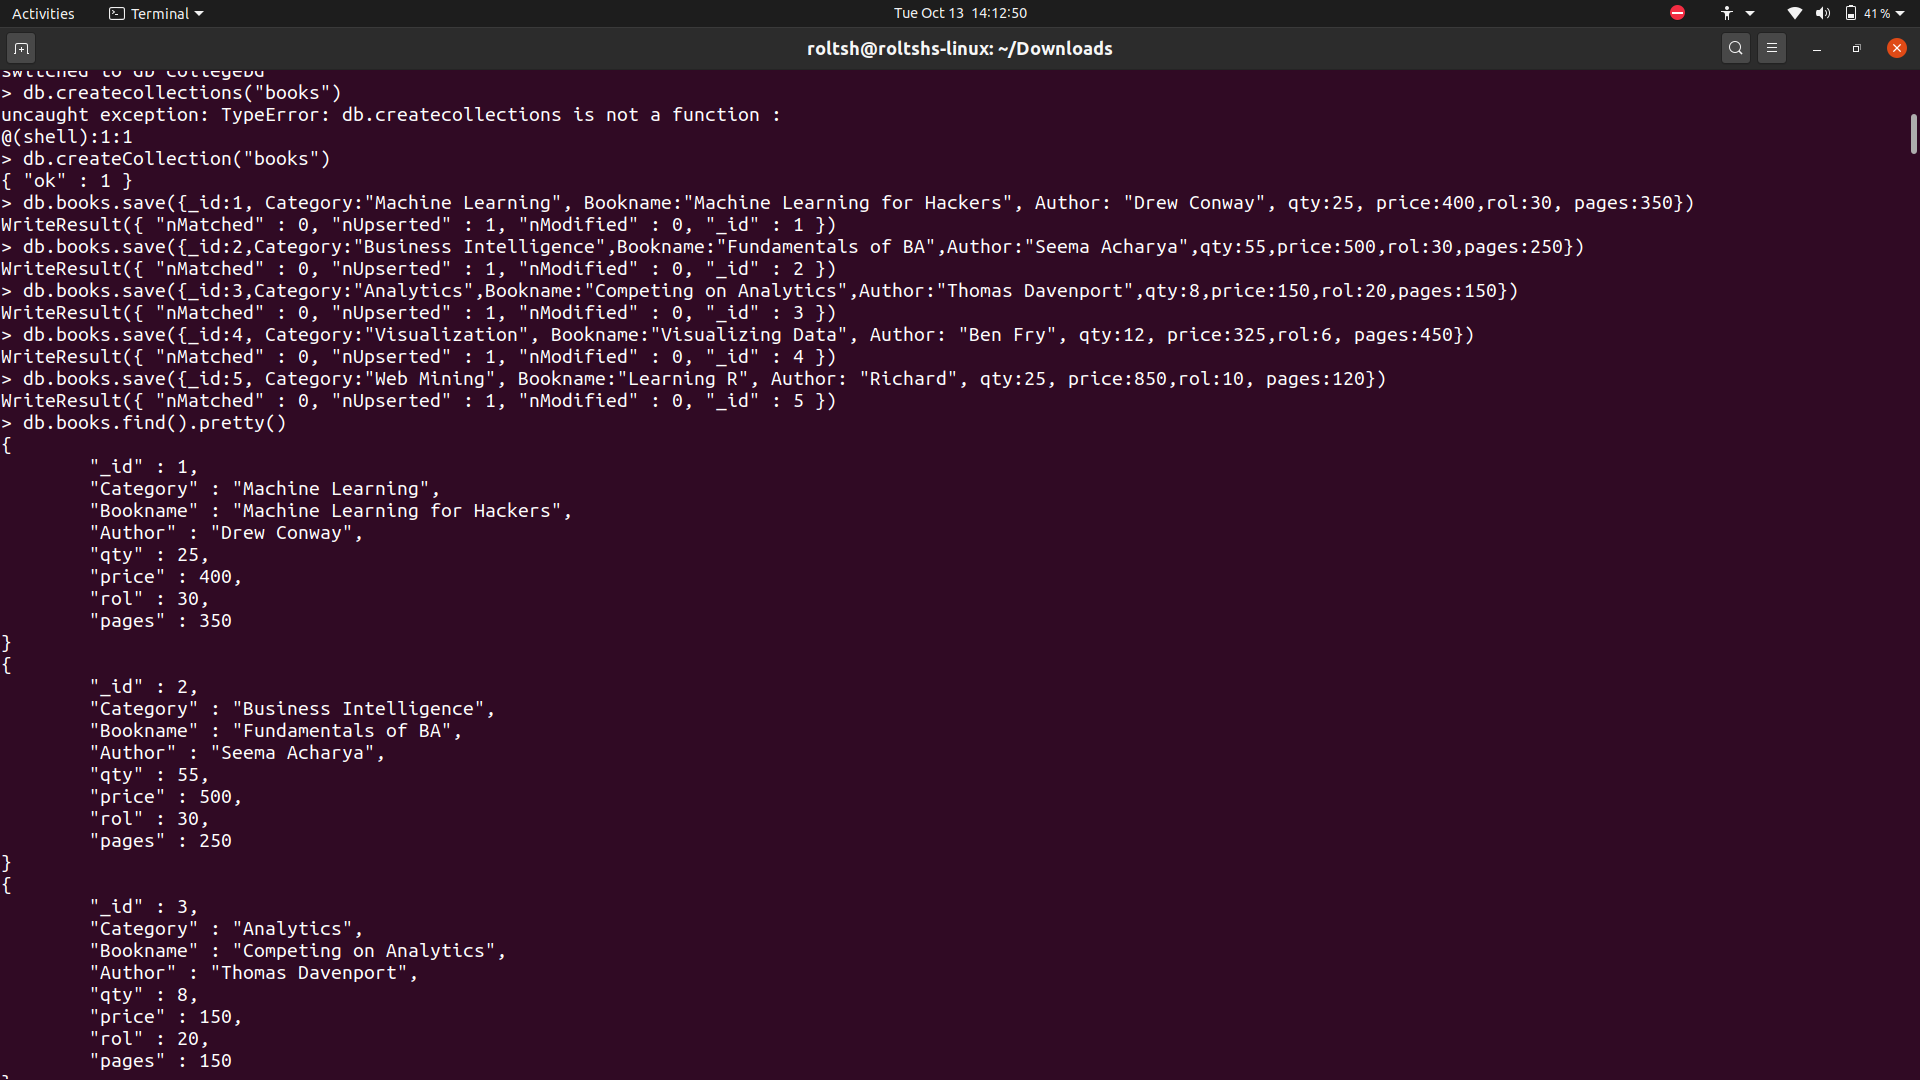 Activities Terminal Tue Oct 13 14:12:50 41%
roltsh@roltshs-linux: ~/Downloads
switched to db collegebd
> db.createcollections("books")
uncaught exception: TypeError: db.createcollections is not a function :
@(shell):1:1
> db.createCollection("books")
{ "ok" : 1 }
> db.books.save({_id:1, Category:"Machine Learning", Bookname:"Machine Learning for Hackers", Author: "Drew Conway", qty:25, price:400,rol:30, pages:350})
WriteResult({ "nMatched" : 0, "nUpserted" : 1, "nModified" : 0, "_id" : 1 })
> db.books.save({_id:2,Category:"Business Intelligence",Bookname:"Fundamentals of BA",Author:"Seema Acharya",qty:55,price:500,rol:30,pages:250})
WriteResult({ "nMatched" : 0, "nUpserted" : 1, "nModified" : 0, "_id" : 2 })
> db.books.save({_id:3,Category:"Analytics",Bookname:"Competing on Analytics",Author:"Thomas Davenport",qty:8,price:150,rol:20,pages:150})
WriteResult({ "nMatched" : 0, "nUpserted" : 1, "nModified" : 0, "_id" : 3 })
> db.books.save({_id:4, Category:"Visualization", Bookname:"Visualizing Data", Author: "Ben Fry", qty:12, price:325,rol:6, pages:450})
WriteResult({ "nMatched" : 0, "nUpserted" : 1, "nModified" : 0, "_id" : 4 })
> db.books.save({_id:5, Category:"Web Mining", Bookname:"Learning R", Author: "Richard", qty:25, price:850,rol:10, pages:120})
WriteResult({ "nMatched" : 0, "nUpserted" : 1, "nModified" : 0, "_id" : 5 })
> db.books.find().pretty()
{
"_id" : 1,
"Category" : "Machine Learning",
"Bookname" : "Machine Learning for Hackers",
"Author" : "Drew Conway",
"qty" : 25,
"price" : 400,
"rol" : 30,
"pages" : 350
}
{
"_id" : 2,
"Category" : "Business Intelligence",
"Bookname" : "Fundamentals of BA",
"Author" : "Seema Acharya",
"qty" : 55,
"price" : 500,
"rol" : 30,
"pages" : 250
}
{
"_id" : 3,
"Category" : "Analytics",
"Bookname" : "Competing on Analytics",
"Author" : "Thomas Davenport",
"qty" : 8,
"price" : 150,
"rol" : 20,
"pages" : 150
}